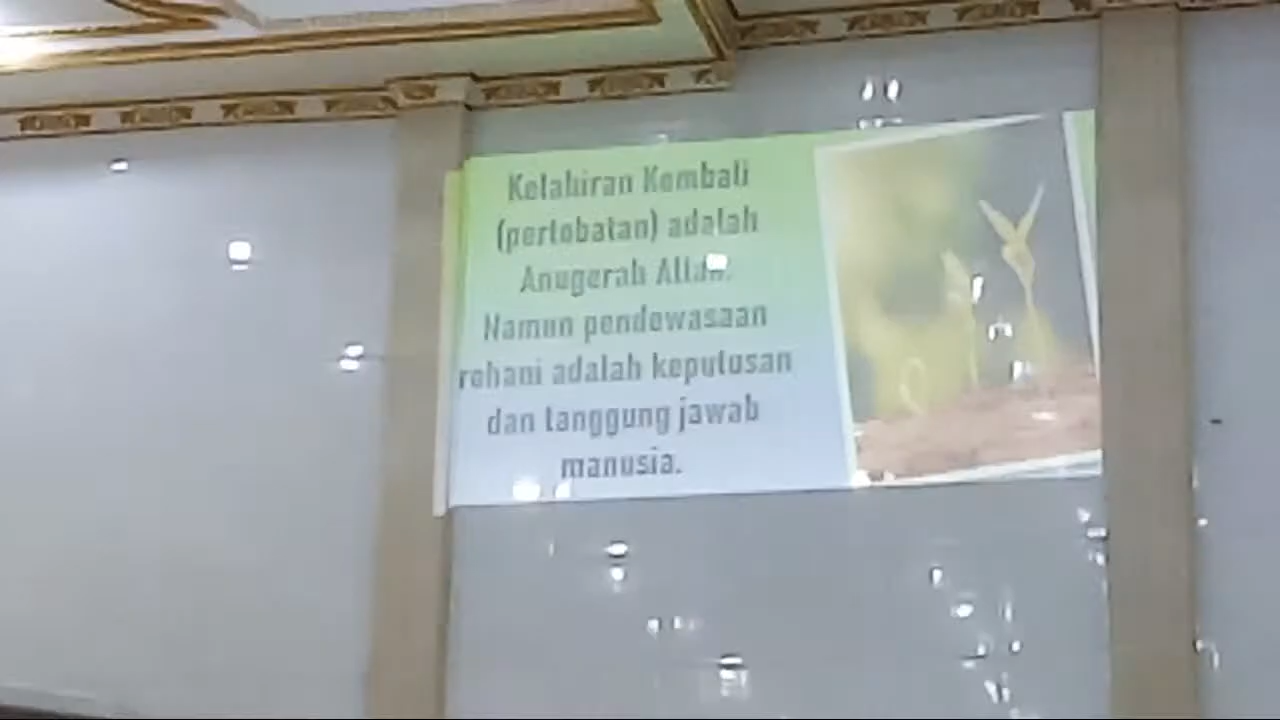 Kelahiran Kembali
(pertobatan) adalah
Anugerah Allah.
Namun pendewasaan
rohani adalah keputusan
dan tanggung jawab
manusia.